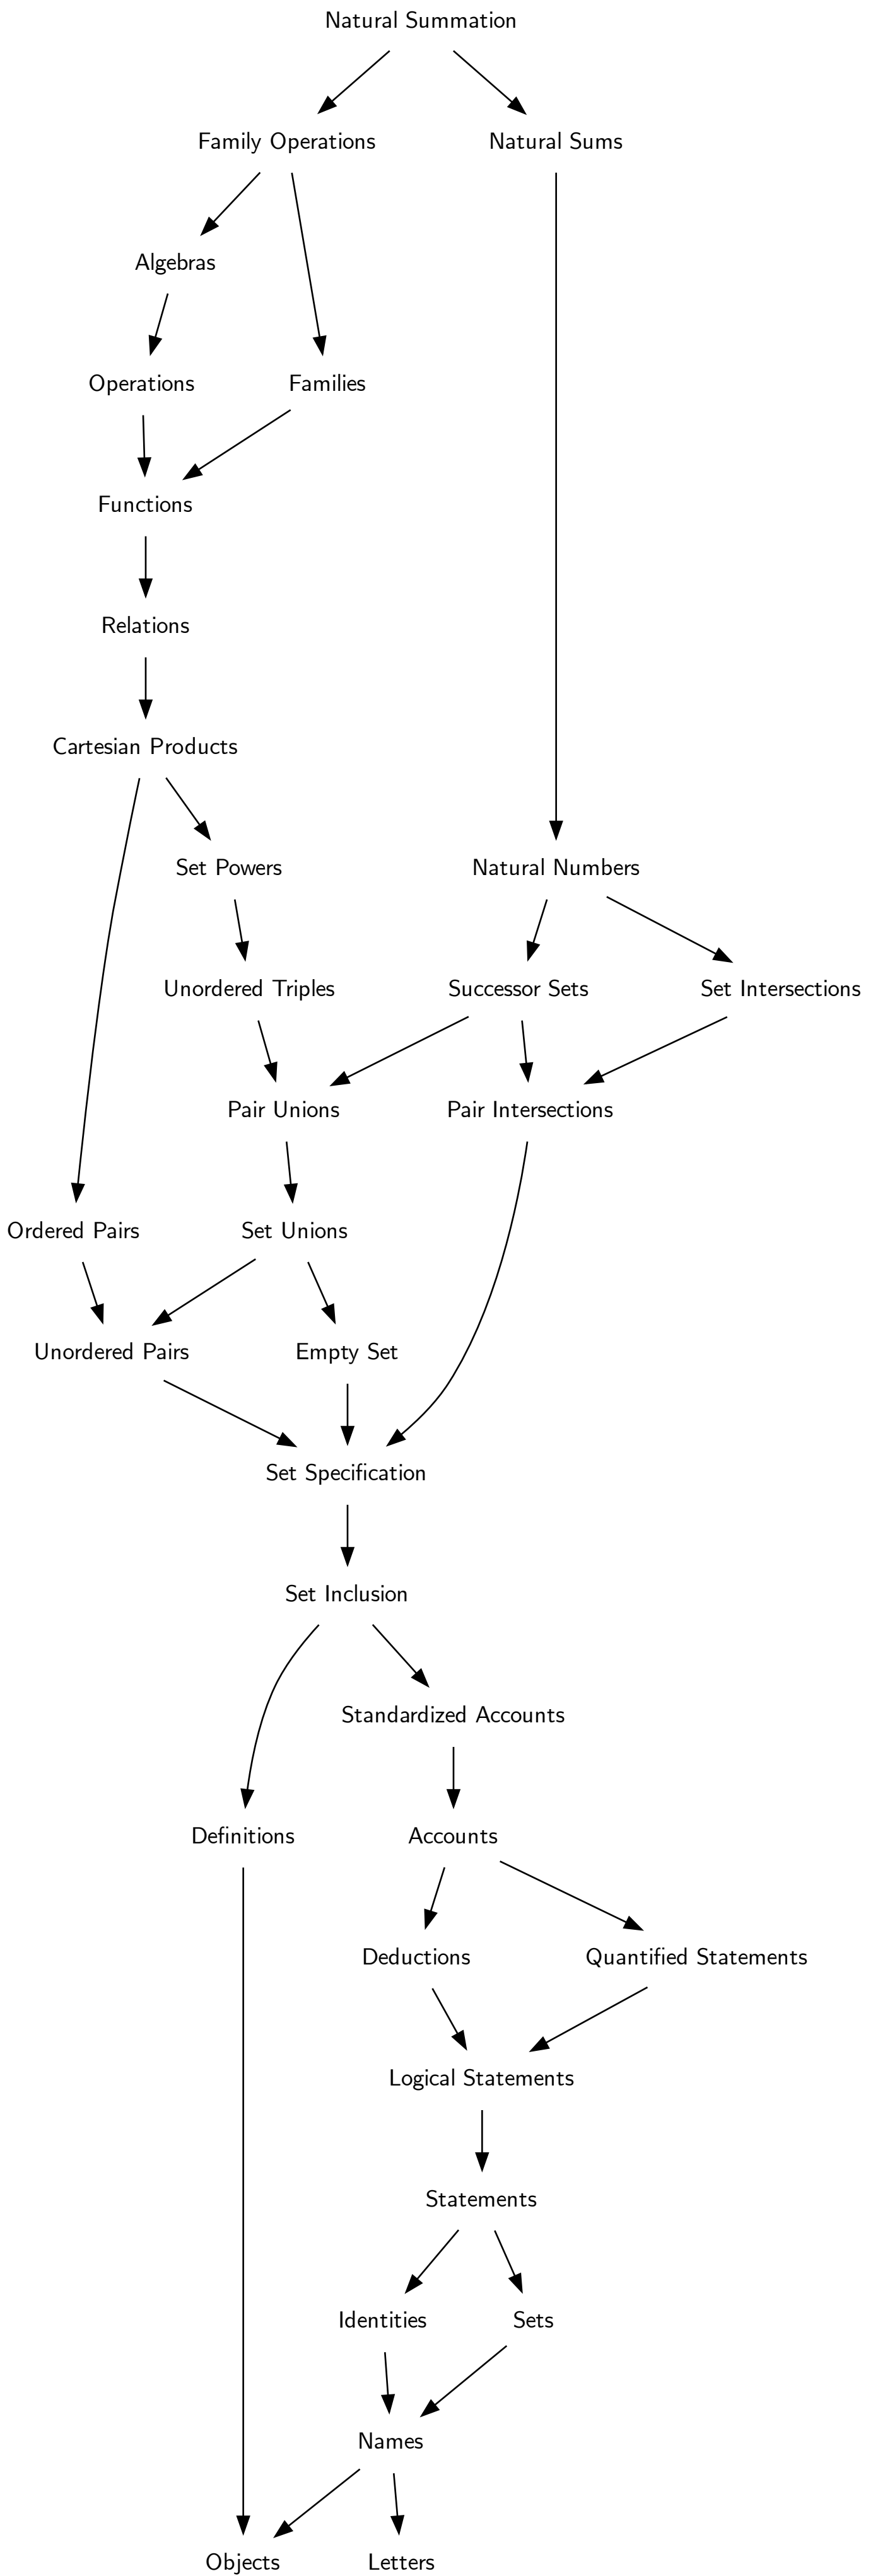 Natural Summation
Family Operations
Natural Sums
Algebras
Operations
Families
Functions
Relations
Cartesian Products
Set Powers
Natural Numbers
Unordered Triples
Successor Sets
Set Intersections
Pair Unions
Pair Intersections
Ordered Pairs
Set Unions
Unordered Pairs
Empty Set
Set Specification
Set Inclusion
Standardized Accounts
Definitions
Accounts
Deductions
Quantified Statements
Logical Statements
Statements
Identities
Sets
Names
Objects
Letters